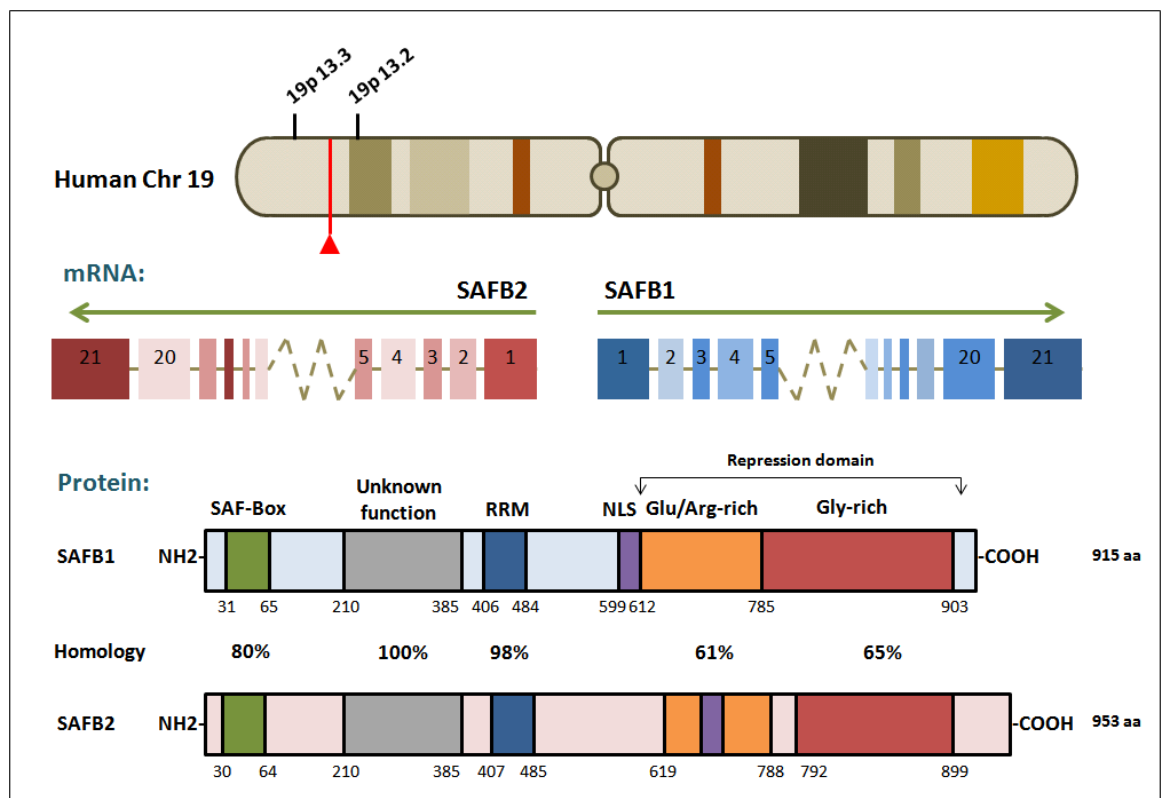 19p 13.3
19p 13.2
Human Chr 19
mRNA:
SAFB2
SAFB1
21 20 5 4 3 2 1
1 2 3 4 5 20 21
Repression domain
Protein:
SAF-Box
Unknown
function
RRM
NLS
Glu/Arg-rich
Gly-rich
SAFB1 NH2- -COOH 915 aa
31 65 210 385 406 484 599 612 785 903
Homology 80% 100% 98% 61% 65%
SAFB2 NH2- -COOH 953 aa
30 64 210 385 407 485 619 788 792 899